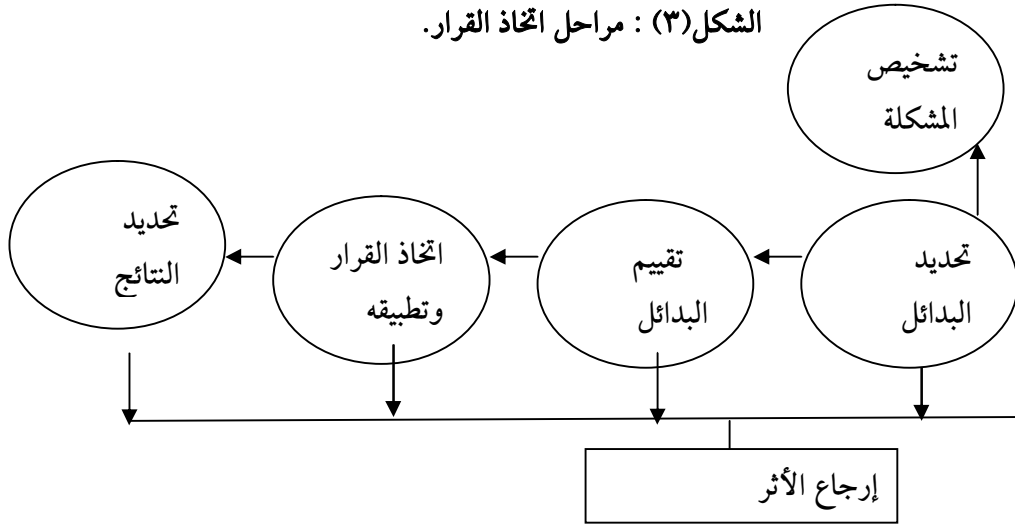 الشكل(٣) : مراحل اتخاذ القرار.
تشخيص
المشكلة
تحديد
البدائل
تقييم
البدائل
اتخاذ القرار
وتطبيقه
تحديد
النتائج
إرجاع الأثر